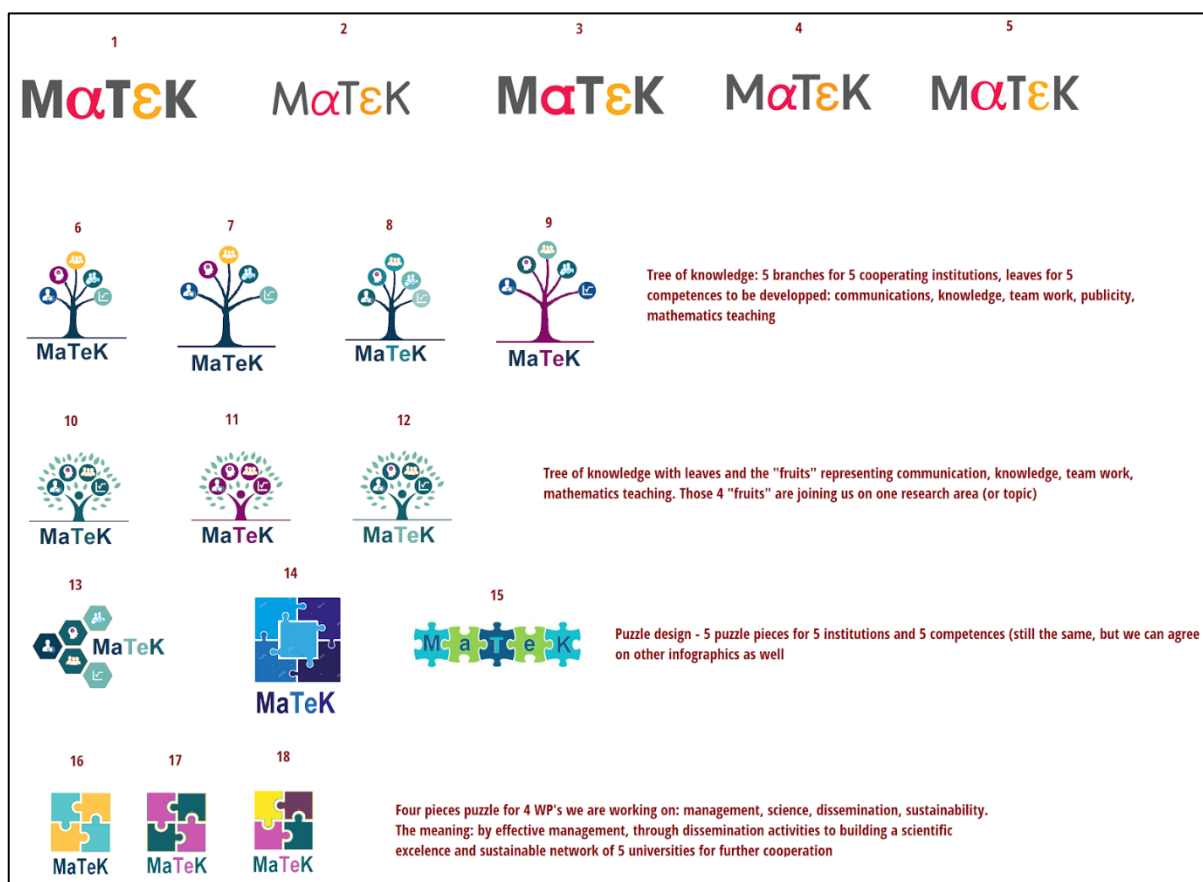 1 2 3 4 5
MαTεK MαTεK MαTεK MαTεK MαTεK
6 7 8 9
Tree of knowledge: 5 branches for 5 cooperating institutions, leaves for 5
competences to be developped: communications, knowledge, team work, publicity,
mathematics teaching
MaTeK MaTeK MaTeK MaTeK
10 11 12
Tree of knowledge with leaves and the "fruits" representing communication, knowledge, team work,
mathematics teaching. Those 4 "fruits" are joining us on one research area (or topic)
MaTeK MaTeK MaTeK
13 14 15
MaTeK
M a T e K
Puzzle design - 5 puzzle pieces for 5 institutions and 5 competences (still the same, but we can agree
on other infographics as well
MaTeK
16 17 18
Four pieces puzzle for 4 WP's we are working on: management, science, dissemination, sustainability.
The meaning: by effective management, through dissemination activities to building a scientific
excelence and sustainable network of 5 universities for further cooperation
MaTeK MaTeK MaTeK